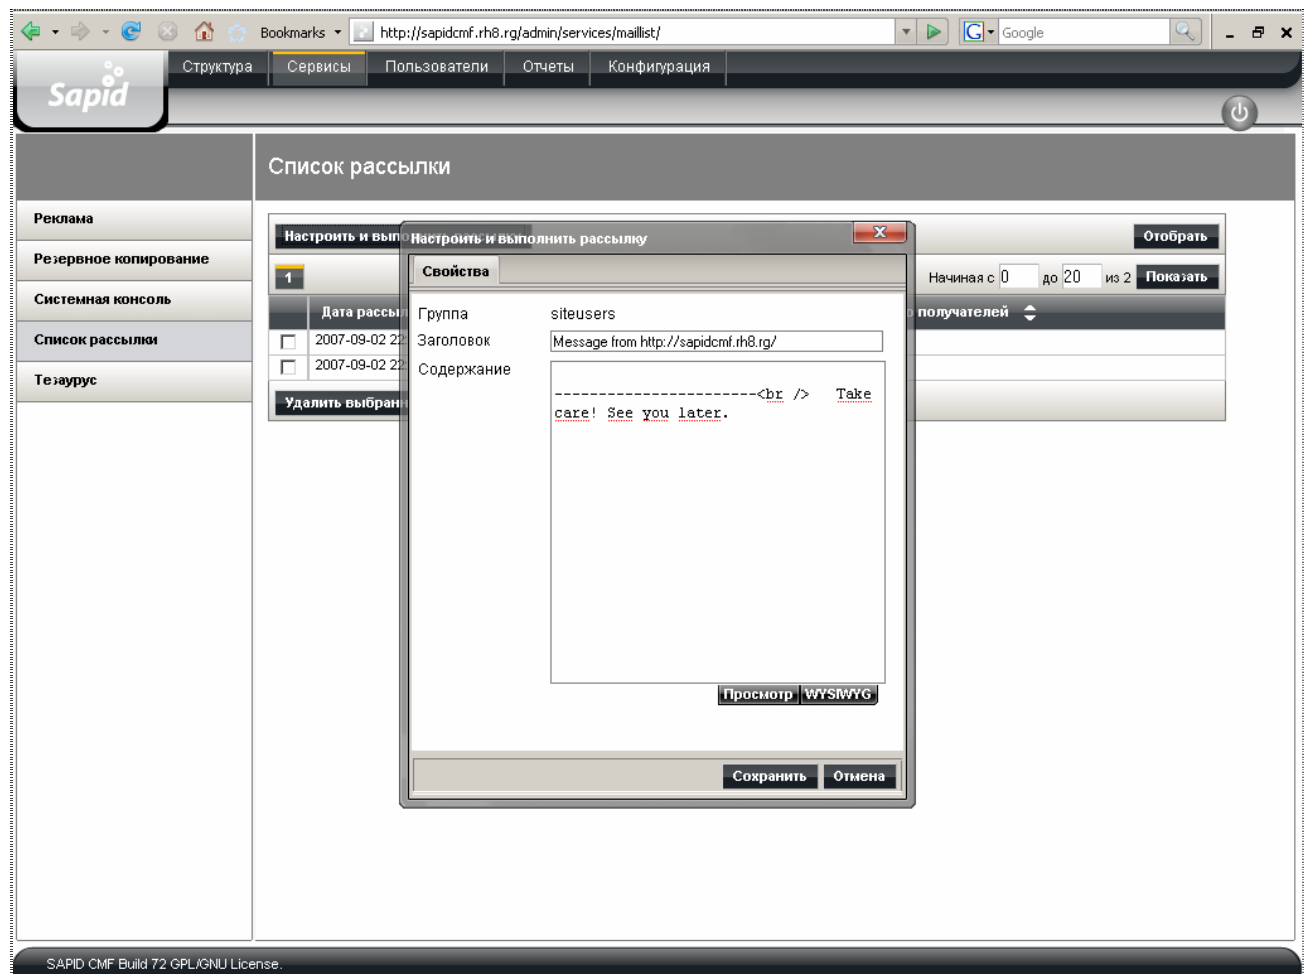 Bookmarks http://sapidcmf.rh8.rg/admin/services/maillist/ G Google
Sapid
Структура Сервисы Пользователи Отчеты Конфигурация
Список рассылки
Реклама
Резервное копирование
Системная консоль
Список рассылки
Тезаурус
Настроить и вып
Отобрать
1 Начиная с 0 до 20 из 2 Показать
Дата рассыл получателей
2007-09-02 22
2007-09-02 22
Удалить выбранн
Настроить и выполнить рассылку X
Свойства
Группа siteusers
Заголовок Message from http://sapidcmf.rh8.rg/
Содержание
-----------------------<br /> Take
care! See you later.
Просмотр WYSIWYG
Сохранить Отмена
SAPID CMF Build 72 GPL/GNU License.